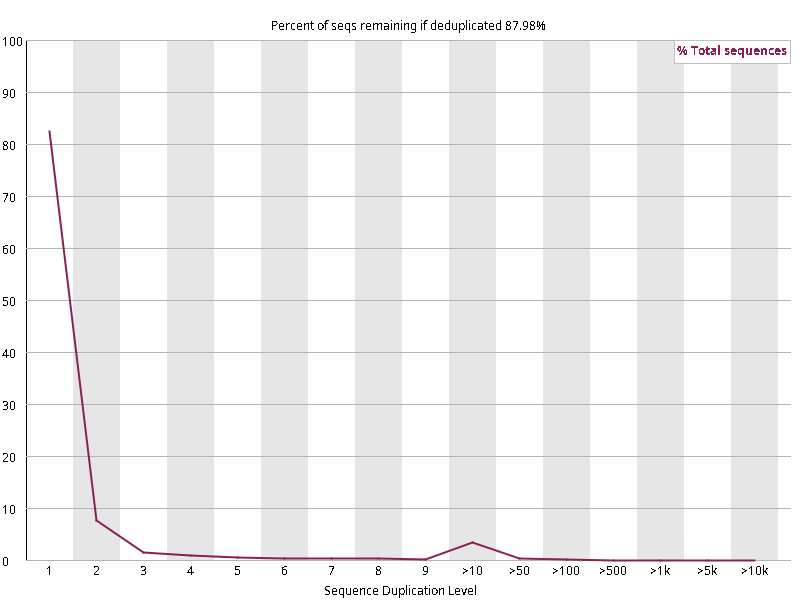 Percent of seqs remaining if deduplicated 87.98%
% Total sequences
100
90
80
70
60
50
40
30
20
10
0
1 2 3 4 5 6 7 8 9 >10 >50 >100 >500 >1k >5k >10k
Sequence Duplication Level